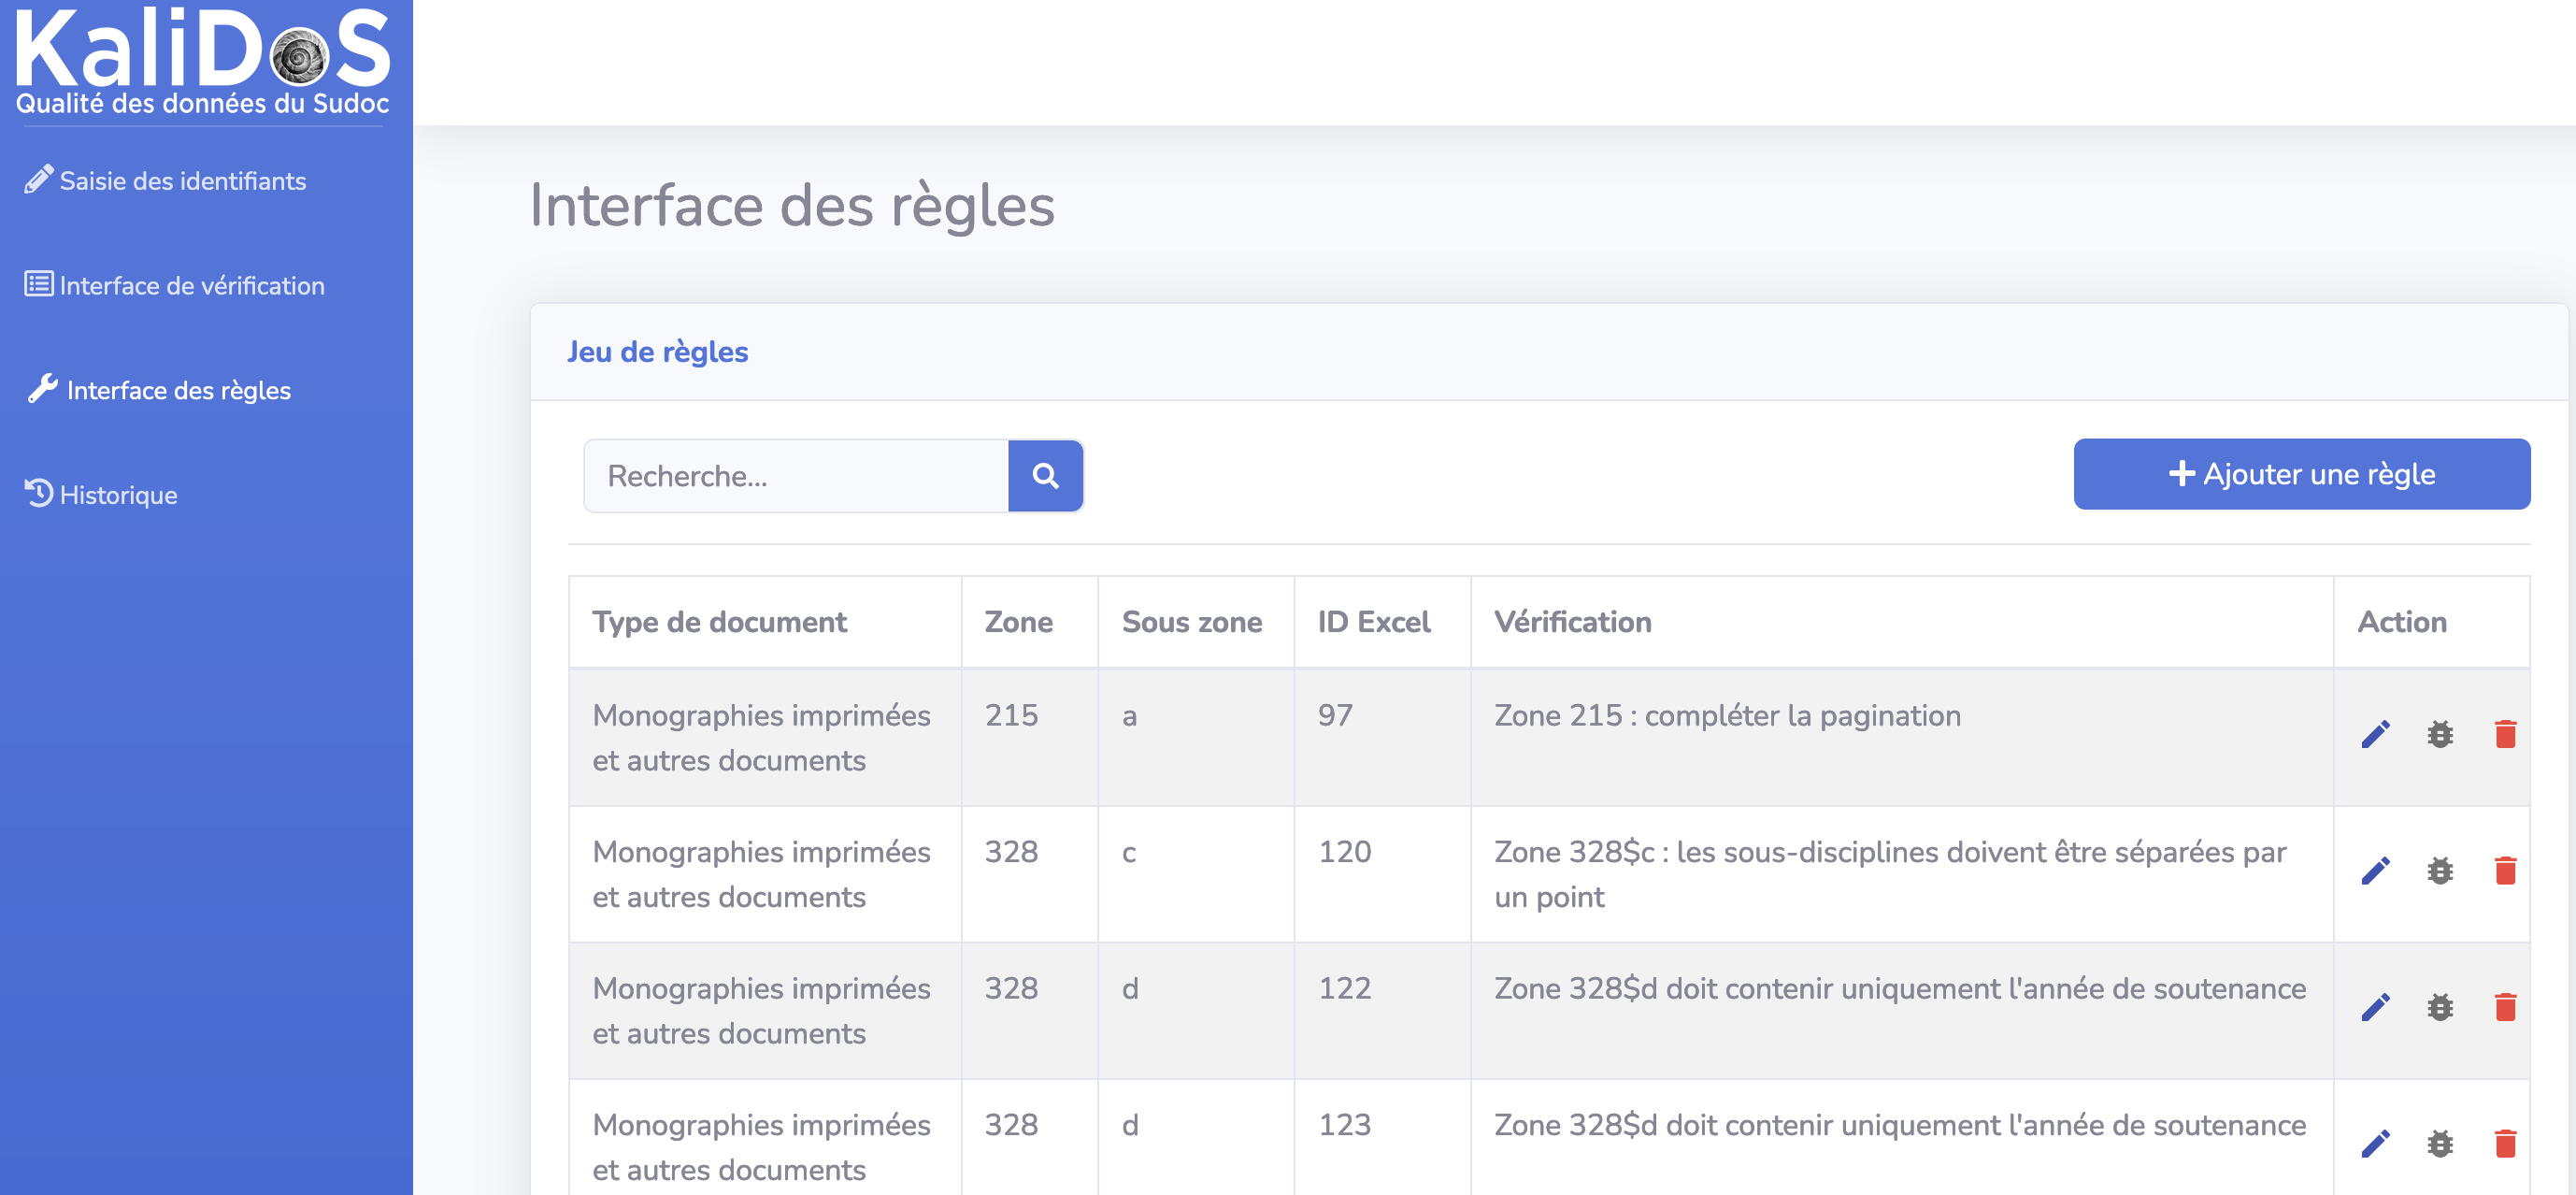 KaliDoS
Qualité des données du Sudoc
Saisie des identifiants
Interface de vérification
Interface des règles
Historique
Interface des règles
Jeu de règles
Recherche...
Ajouter une règle
Type de document Zone Sous zone ID Excel Vérification Action
Monographies imprimées 215 a 97 Zone 215 : compléter la pagination
et autres documents
Monographies imprimées 328 c 120 Zone 328$c : les sous-disciplines doivent être séparées par
et autres documents un point
Monographies imprimées 328 d 122 Zone 328$d doit contenir uniquement l'année de soutenance
et autres documents
Monographies imprimées 328 d 123 Zone 328$d doit contenir uniquement l'année de soutenance
et autres documents